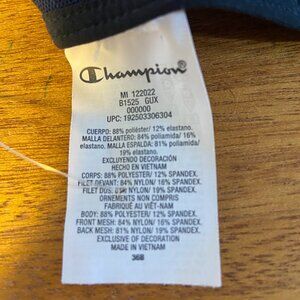 Champion®
MI 122022
B1525 GUX
000000
UPC: 192503306304
CUERPO: 88% poliéster/ 12% elastano.
MALLA DELANTERO: 84% poliamida/ 16%
elastano. MALLA ESPALDA: 81% poliamida/ 19%
elastano.
EXCLUYENDO DECORACIÓN
HECHO EN VIETNAM
CORPS: 88% POLYESTER/ 12% SPANDEX.
FILET DEVANT: 84% NYLON/ 16% SPANDEX.
FILET DOS: 81% NYLON/ 19% SPANDEX.
ORNEMENTS NON COMPRIS
FABRIQUÉ AU VIET-NAM
BODY: 88% POLYESTER/ 12% SPANDEX.
FRONT MESH: 84% NYLON/ 16% SPANDEX.
BACK MESH: 81% NYLON/ 19% SPANDEX.
EXCLUSIVE OF DECORATION
MADE IN VIETNAM
36B